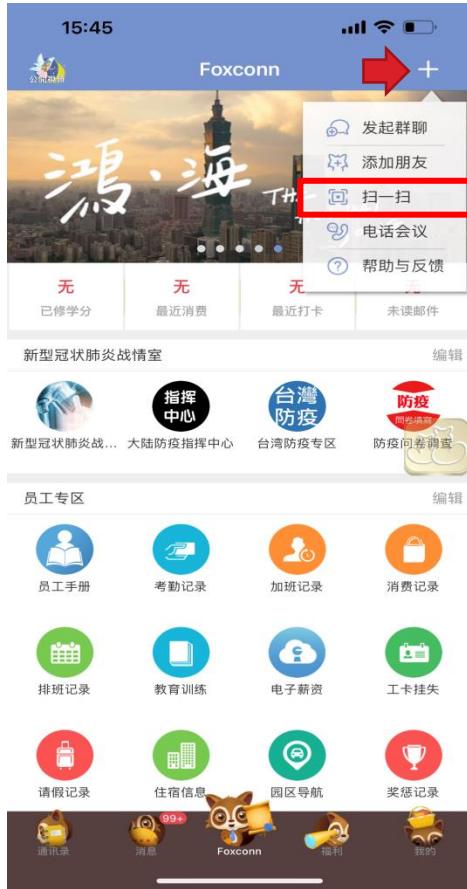 15:45
Foxconn
鴻·海
发起群聊
添加朋友
扫一扫
电话会议
帮助与反馈
无 无 无 无
已修学分 最近消费 最近打卡 未读邮件
新型冠状肺炎战情室 编辑
指挥
中心
台灣
防疫
防疫
問卷填寫
新型冠状肺炎战... 大陆防疫指挥中心 台湾防疫专区 防疫问卷调查
员工专区 编辑
员工手册 考勤记录 加班记录 消费记录
排班记录 教育训练 电子薪资 工卡挂失
请假记录 住宿信息 园区导航 奖惩记录
99+
通讯录 消息 Foxconn 福利 我的